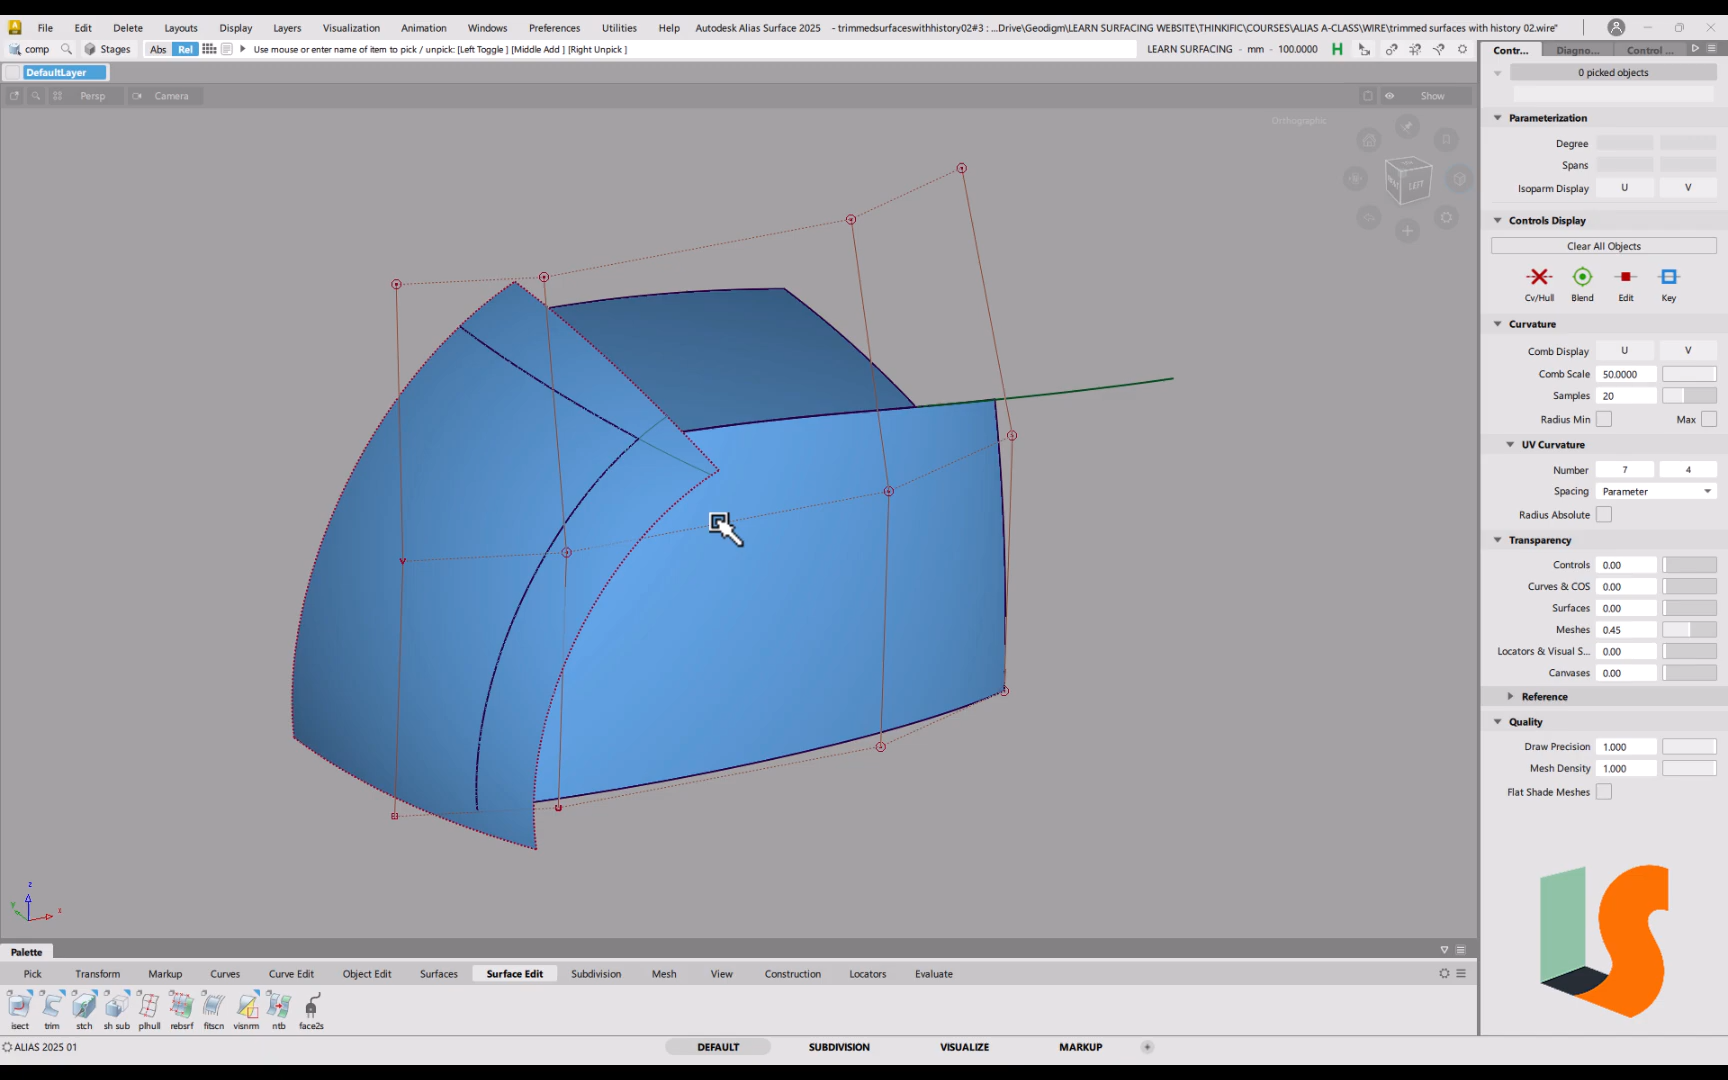 File Edit Delete Layouts Display Layers Visualization Animation Windows Preferences Utilities Help Autodesk Alias Surface 2025 - trimmedsurfaceswithhistory02#3 : ...Drive\Geodigm\LEARN SURFACING WEBSITE\THINKIFIC\COURSES\ALIAS A-CLASS\WIRE\trimmed surfaces with history 02.wire*
comp Stages Abs Rel Use mouse or enter name of item to pick / unpick: [Left Toggle ] [Middle Add ] [Right Unpick ] LEARN SURFACING - mm - 100.0000 H
Contr... Diagno... Control ...
DefaultLayer
0 picked objects
Persp Camera Show
Orthographic
LEFT
Parameterization
Degree
Spans
Isoparm Display U V
Controls Display
Clear All Objects
Cv/Hull Blend Edit Key
Curvature
Comb Display U V
Comb Scale 50.0000
Samples 20
Radius Min Max
UV Curvature
Number 7 4
Spacing Parameter
Radius Absolute
Transparency
Controls 0.00
Curves & COS 0.00
Surfaces 0.00
Meshes 0.45
Locators & Visual S... 0.00
Canvases 0.00
Reference
Quality
Draw Precision 1.000
Mesh Density 1.000
Flat Shade Meshes
z
y
x
Palette
Pick Transform Markup Curves Curve Edit Object Edit Surfaces Surface Edit Subdivision Mesh View Construction Locators Evaluate
isect trim stch sh sub plhull rebsrf fitscn visnrm ntb face2s
ALIAS 2025 01 DEFAULT SUBDIVISION VISUALIZE MARKUP